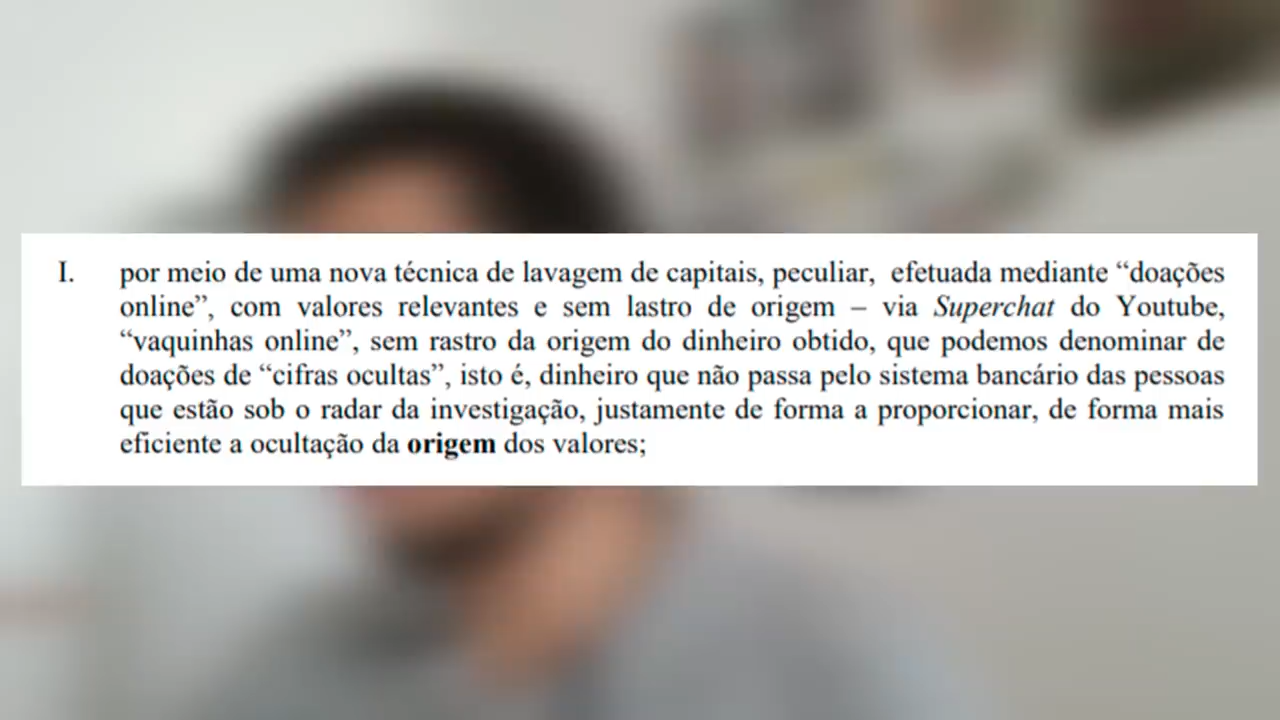 I. por meio de uma nova técnica de lavagem de capitais, peculiar, efetuada mediante “doações
online”, com valores relevantes e sem lastro de origem – via Superchat do Youtube,
“vaquinhas online”, sem rastro da origem do dinheiro obtido, que podemos denominar de
doações de “cifras ocultas”, isto é, dinheiro que não passa pelo sistema bancário das pessoas
que estão sob o radar da investigação, justamente de forma a proporcionar, de forma mais
eficiente a ocultação da origem dos valores;